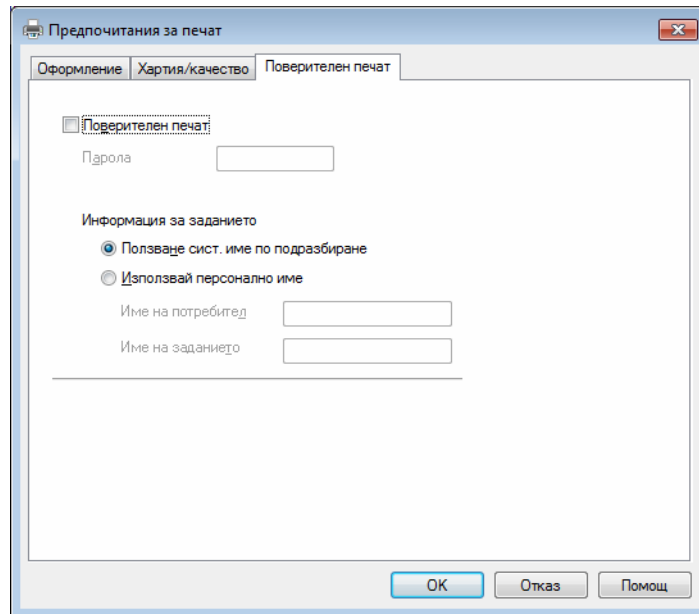 Предпочитания за печат
Оформление Хартия/качество Поверителен печат
Поверителен печат
Парола
Информация за заданието
Ползване сист. име по подразбиране
Използвай персонално име
Име на потребител
Име на заданието
OK Отказ Помощ